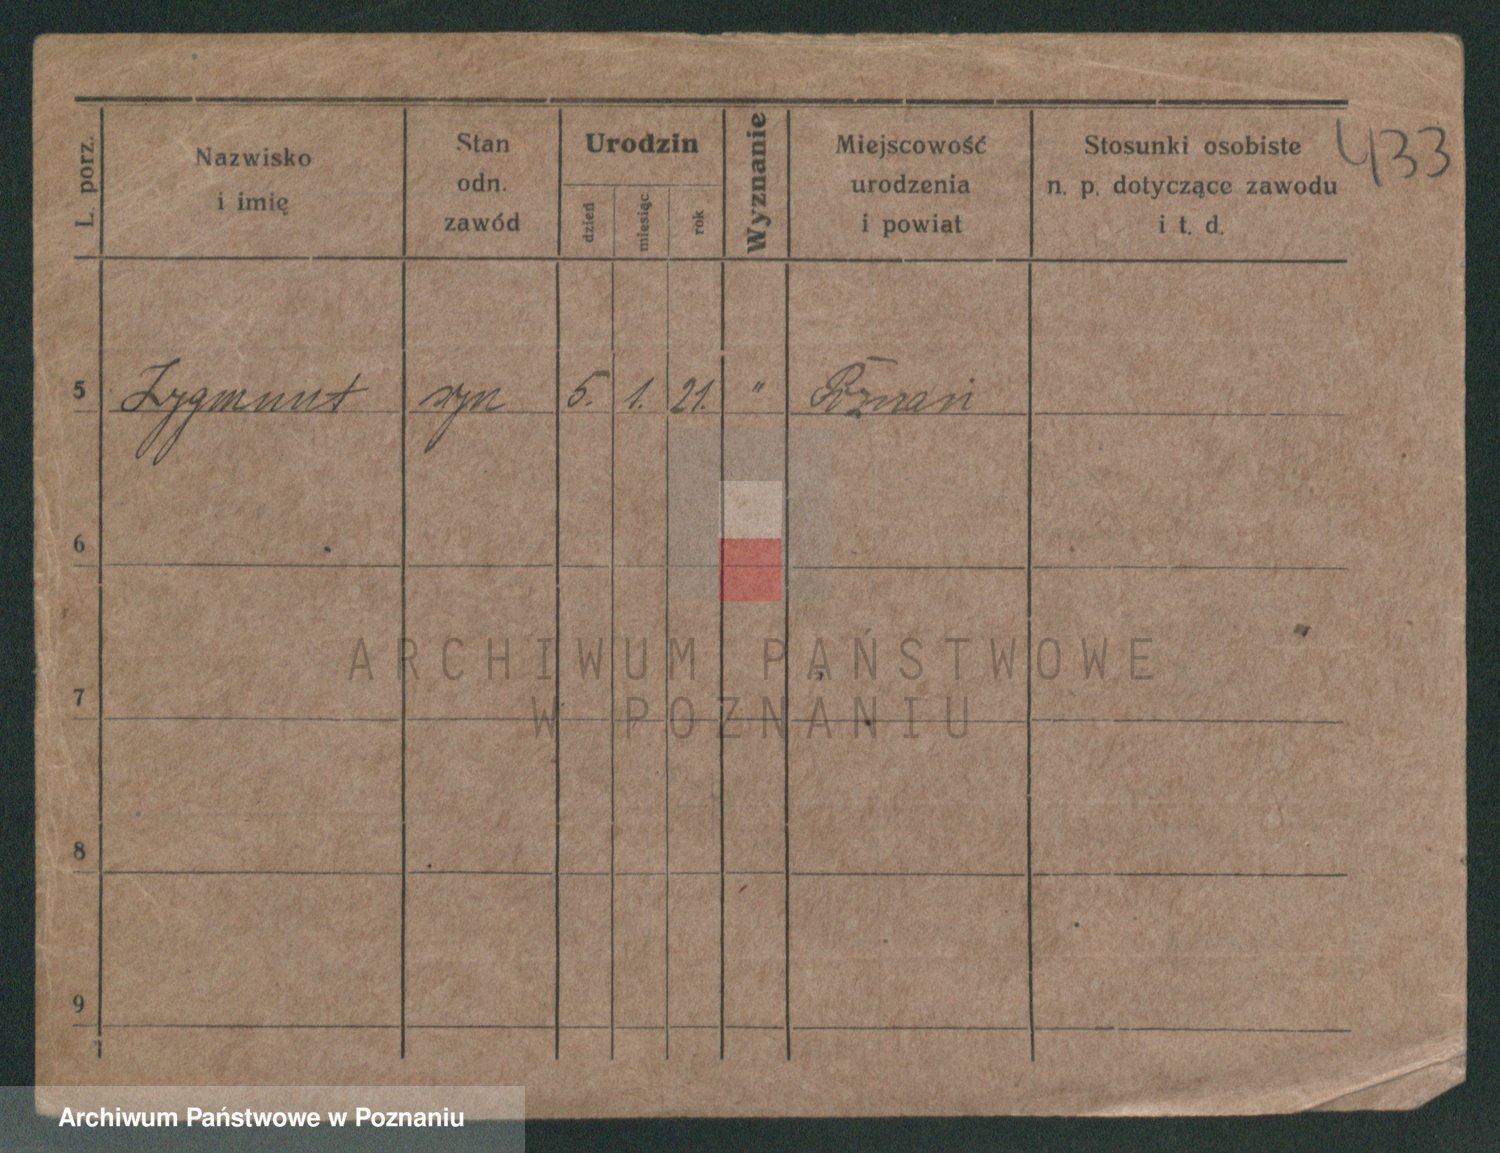 433
L. porz.
Nazwisko
i imię
Stan
odn.
zawód
Urodzin
dzień
miesiąc
rok
Wyznanie
Miejscowość
urodzenia
i powiat
Stosunki osobiste
n. p. dotyczące zawodu
i t. d.
5 Zygmunt syn 5. 1. 21. " Poznań
6
ARCHIWUM PAŃSTWOWE
7
W POZNANIU
8
9
Archiwum Państwowe w Poznaniu